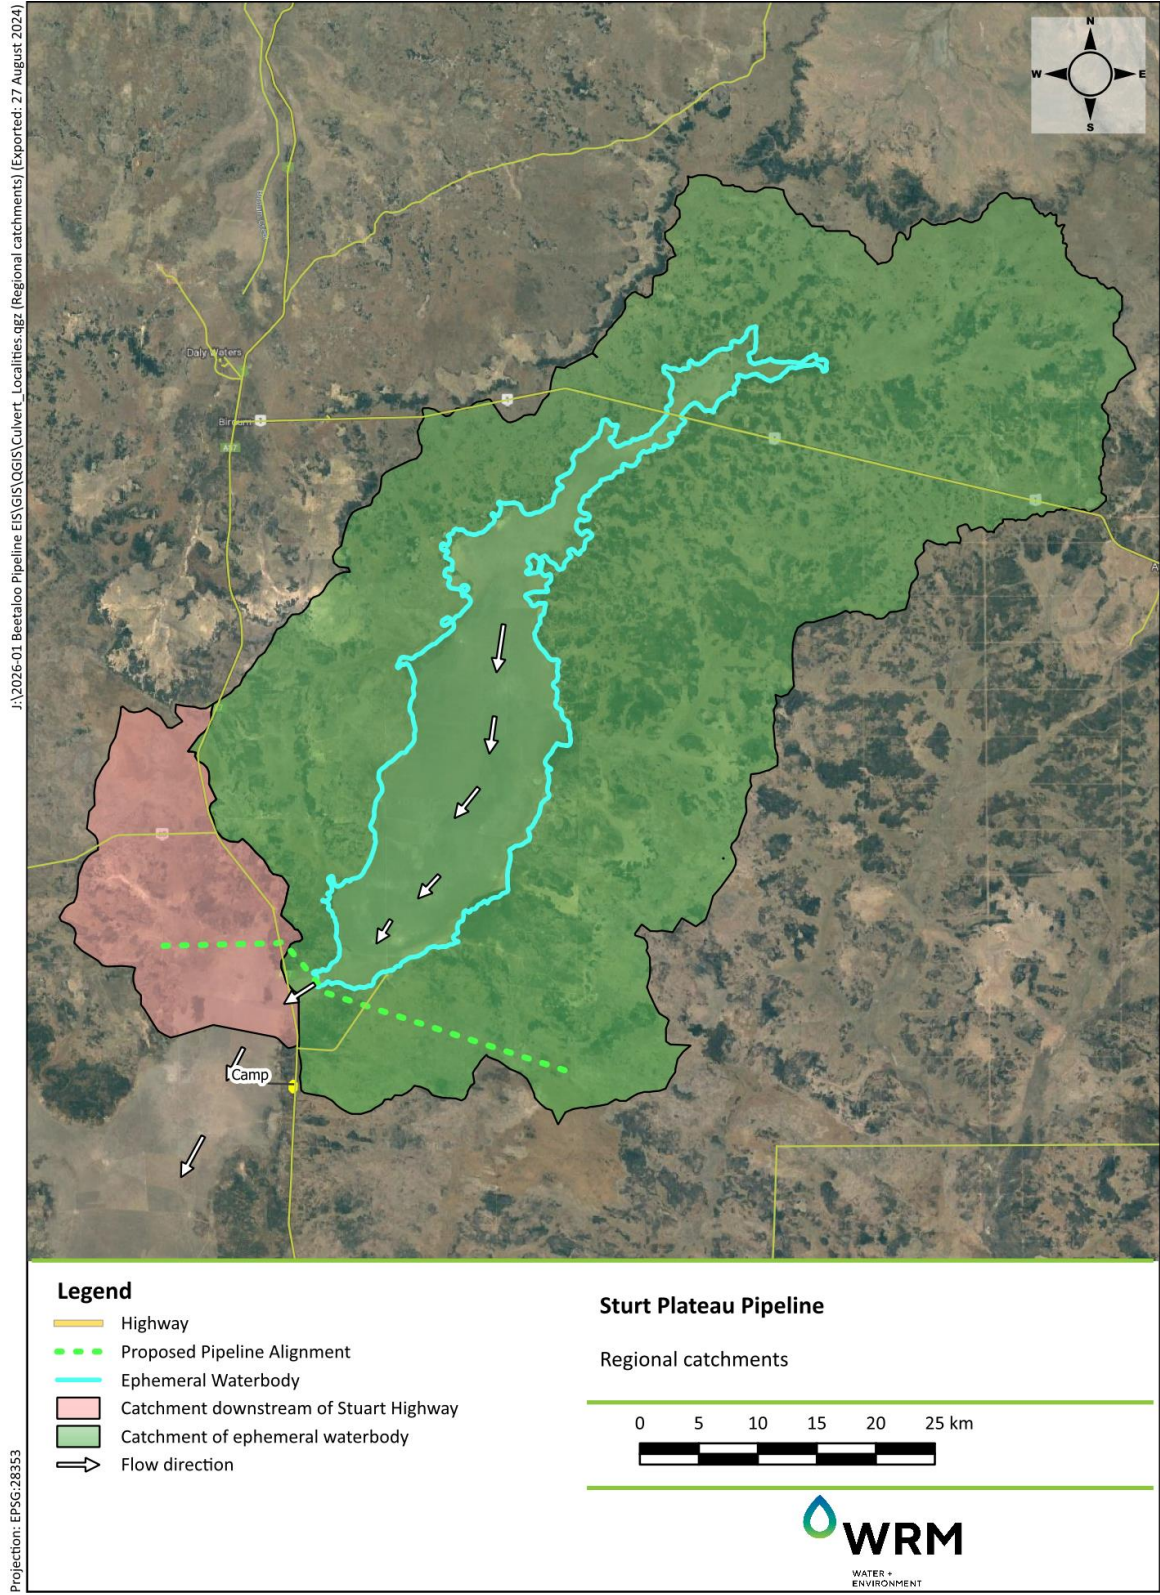 J:\2026-01 Beetaloo Pipeline EIS\GIS\QGIS\Culvert_Localities.qgz (Regional catchments) (Exported: 27 August 2024)
N
W
E
S
Daly Waters
A87
Camp
Legend
Highway
Proposed Pipeline Alignment
Ephemeral Waterbody
Catchment downstream of Stuart Highway
Catchment of ephemeral waterbody
Flow direction
Sturt Plateau Pipeline
Regional catchments
0 5 10 15 20 25 km
WRM
WATER +
ENVIRONMENT
Projection: EPSG:28353